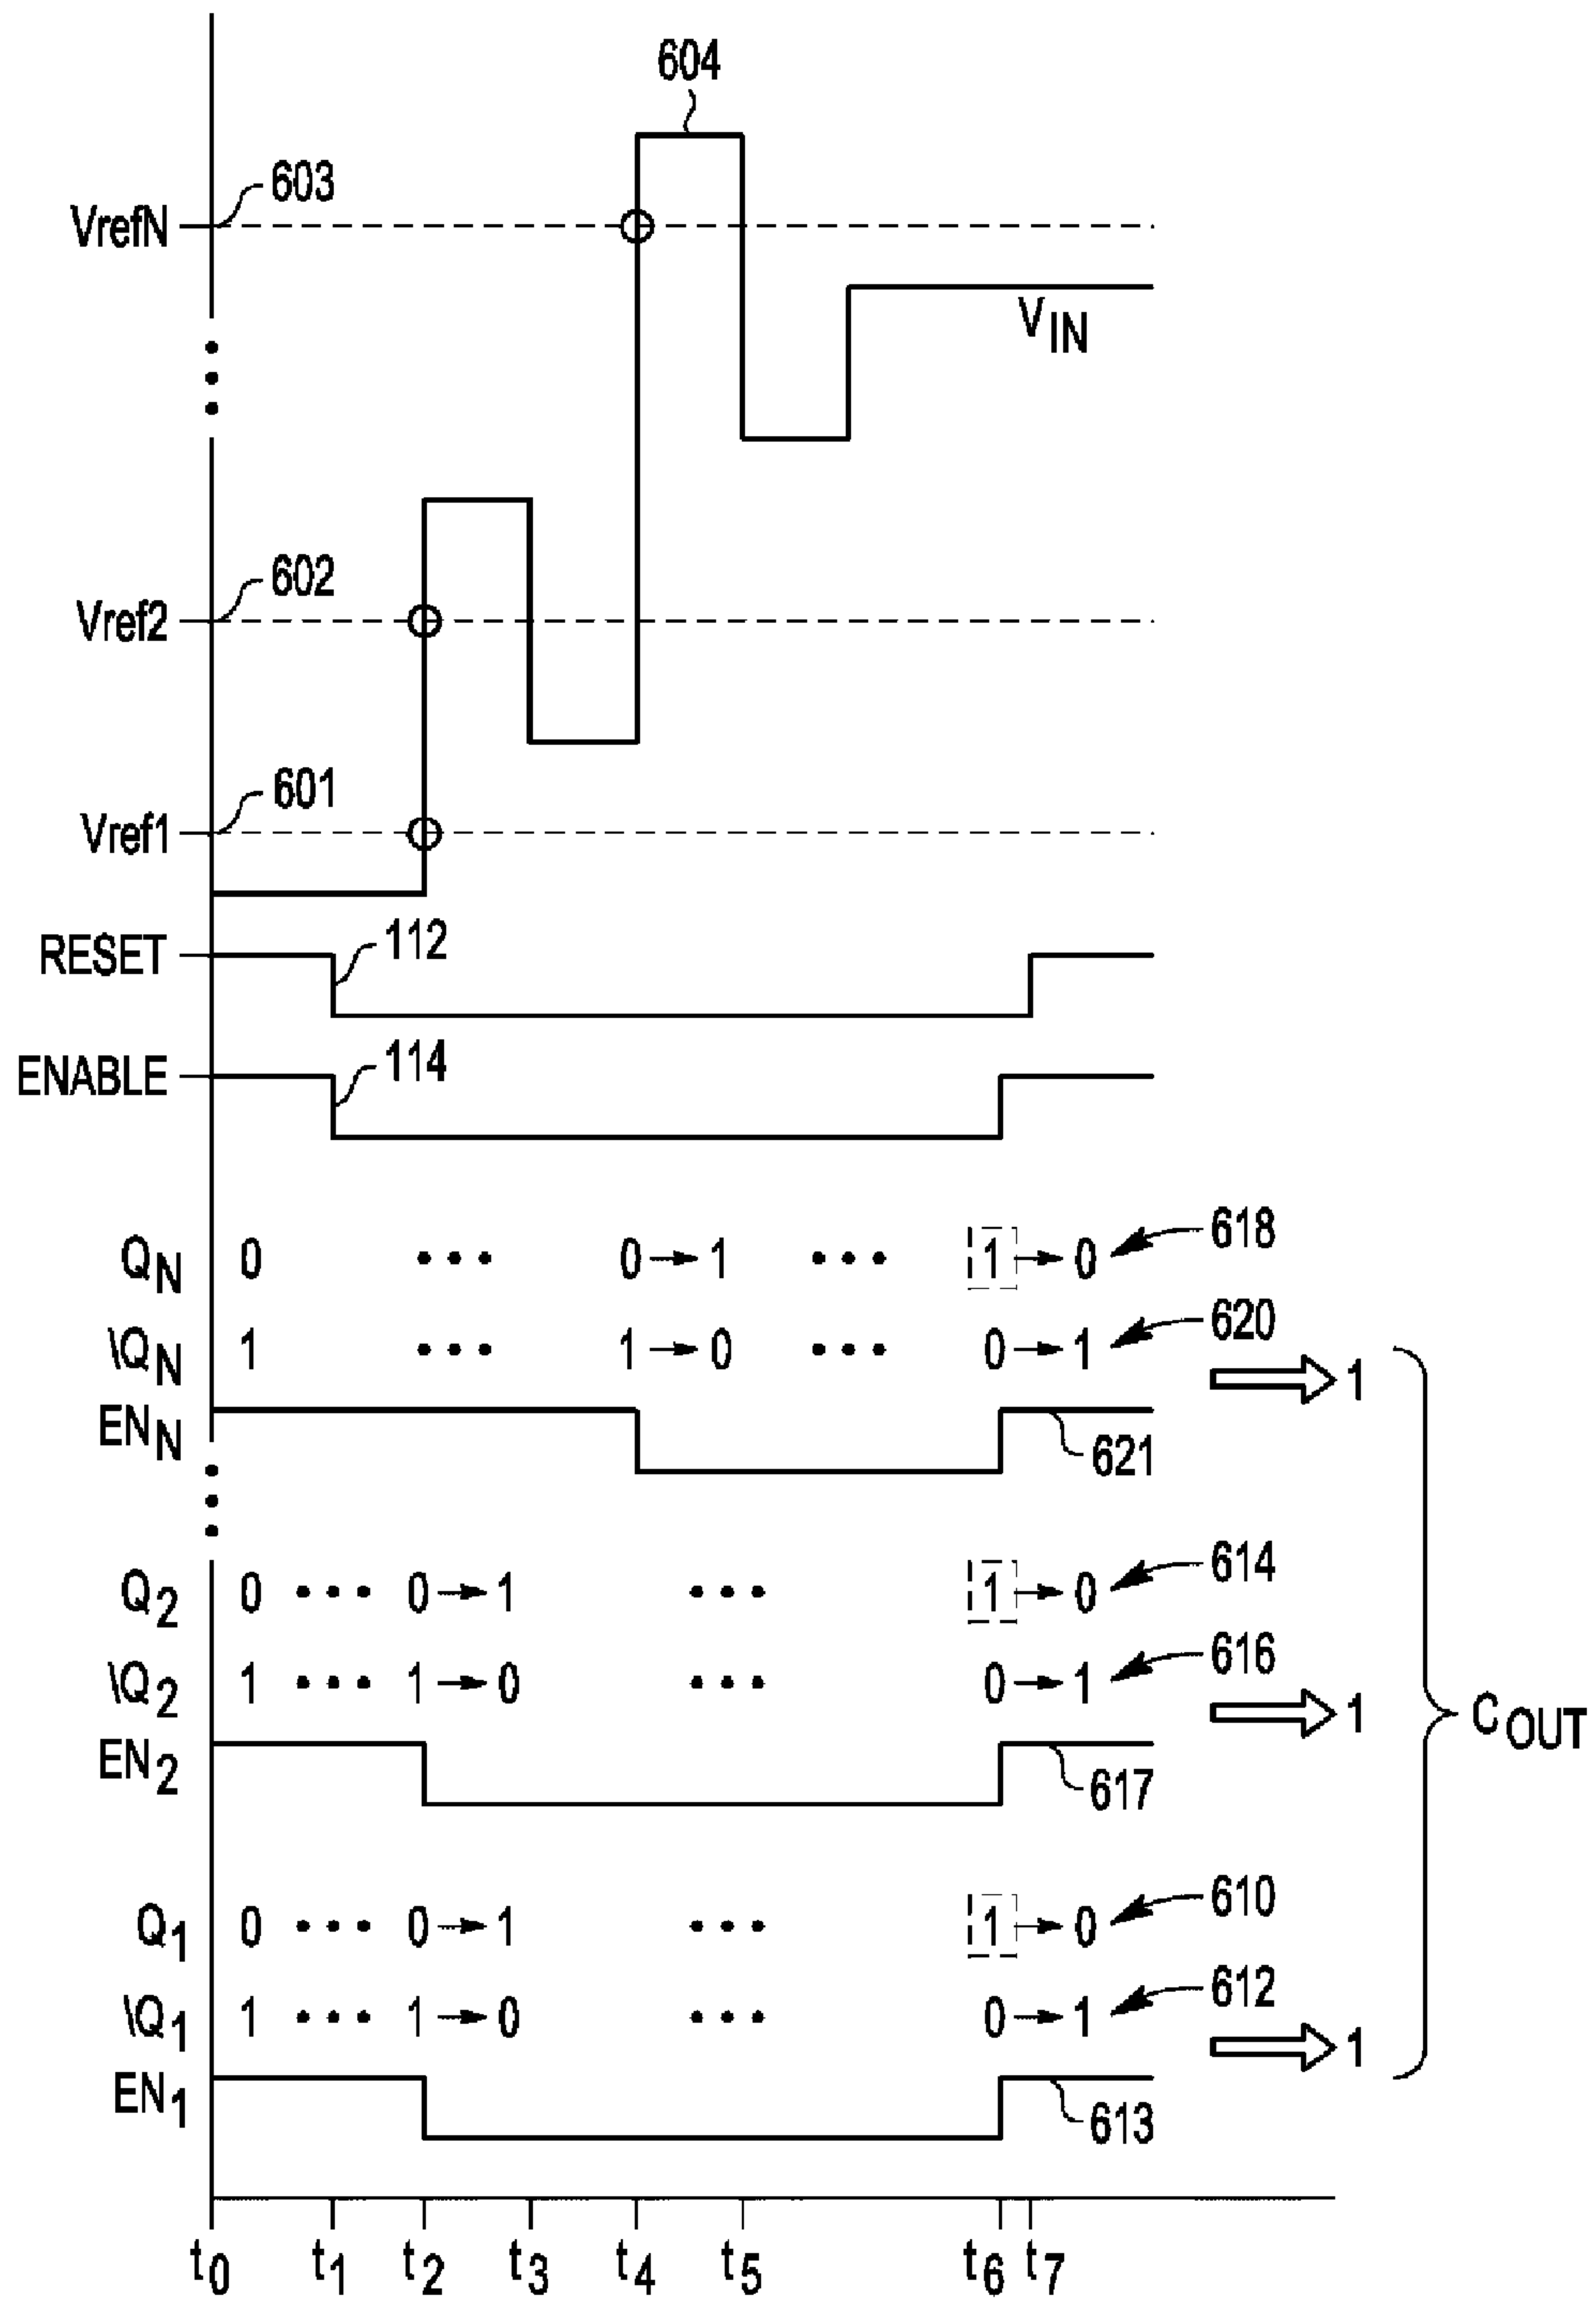 604
603
VrefN
VIN
602
Vref2
601
Vref1
RESET
112
ENABLE
114
QN 0 ••• 0→1 ••• 1→0 618
\QN 1 ••• 1→0 ••• 0→1 620
1
ENN
621
Q2 0 ••• 0→1 ••• 1→0 614
\Q2 1 ••• 1→0 ••• 0→1 616
1
COUT
EN2
617
Q1 0 ••• 0→1 ••• 1→0 610
\Q1 1 ••• 1→0 ••• 0→1 612
1
EN1
613
t0 t1 t2 t3 t4 t5 t6 t7